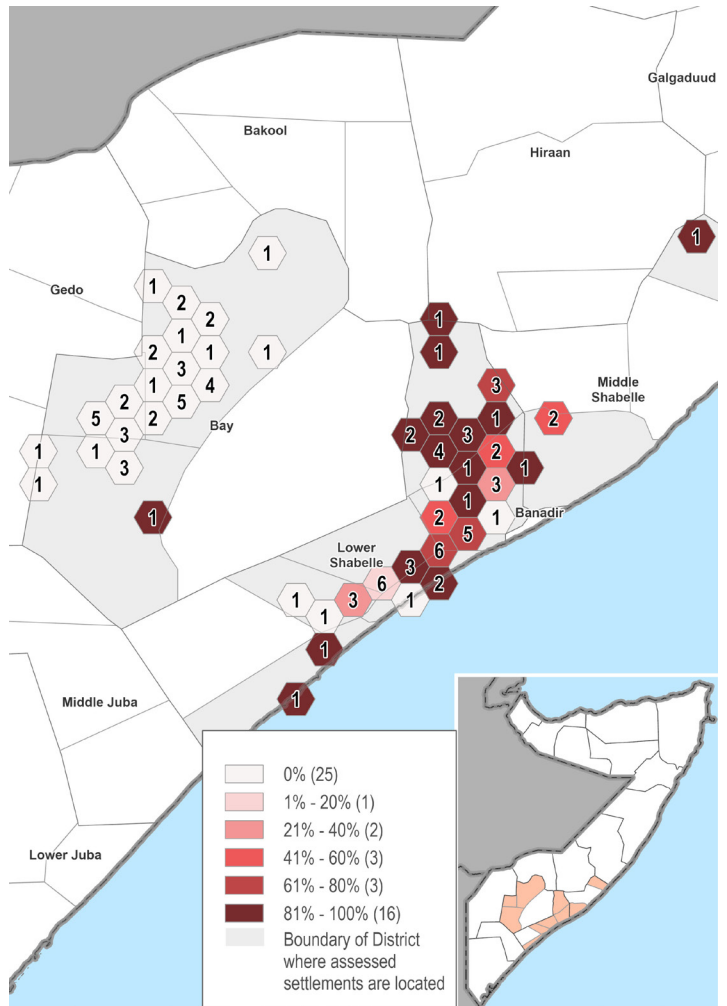 Galgaduud
Bakool
Hiraan
1
1
Gedo
1
2
2
1
1
2
1
1
1
3
1
4
3
Middle
Shabelle
2
5
5
2
2
1
2
Bay
3
2
3
4
2
1
1
1
1
3
1
1
3
1
1
1
2
1
Banadir
5
Lower
Shabelle
6
3
6
2
1
3
1
1
1
Middle Juba
1
Lower Juba
0% (25)
1% - 20% (1)
21% - 40% (2)
41% - 60% (3)
61% - 80% (3)
81% - 100% (16)
Boundary of District
where assessed
settlements are located